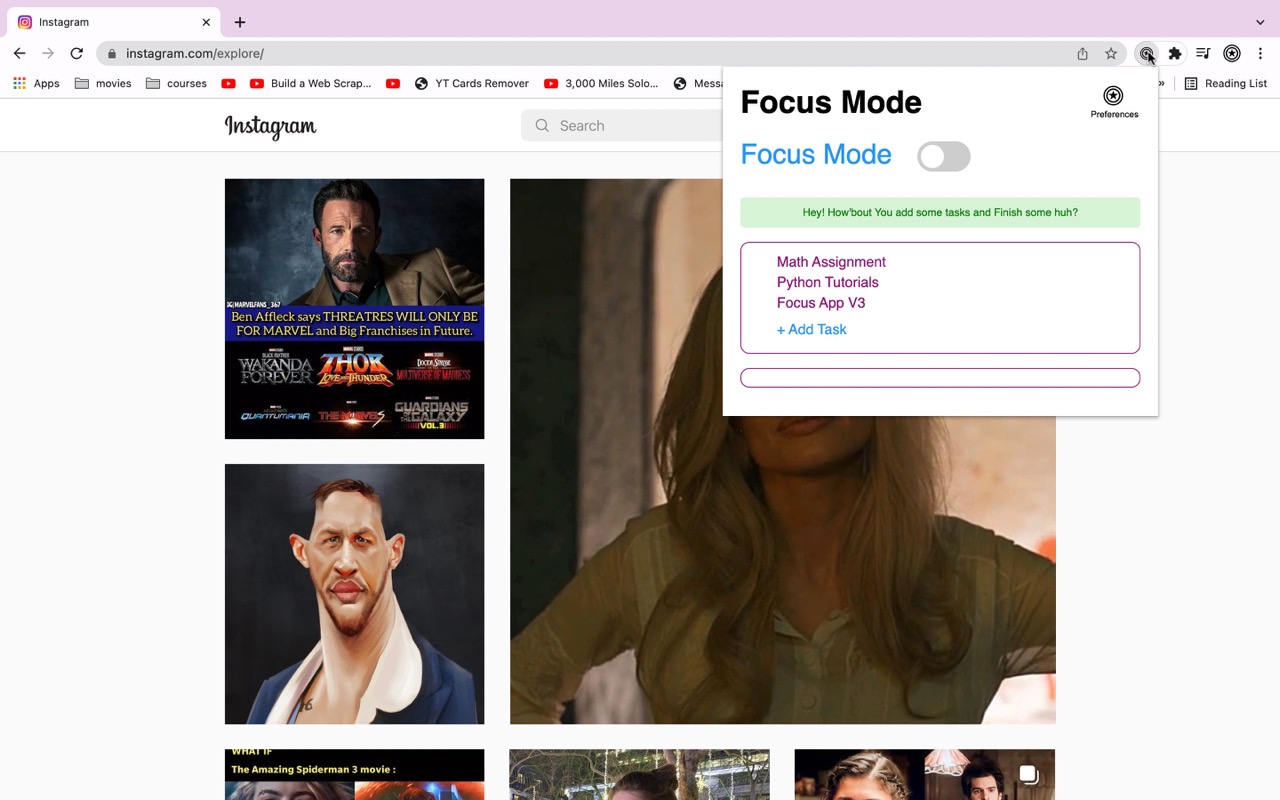 Instagram
instagram.com/explore/
Apps
movies
courses
Build a Web Scrap...
YT Cards Remover
3,000 Miles Solo...
Messa
»
Reading List
Instagram
Search
Focus Mode
Preferences
Focus Mode
Hey! How'bout You add some tasks and Finish some huh?
Math Assignment
Python Tutorials
Focus App V3
+ Add Task
IG|MARVELFANS_367
Ben Affleck says THREATRES WILL ONLY BE
FOR MARVEL and Big Franchises in Future.
BLACK PANTHER
WAKANDA
FOREVER
THOR
LOVE AND THUNDER
DOCTOR STRANGE
MULTIVERSE OF MADNESS
QUANTUMANIA
THE MARVELS
GUARDIANS
OF THE GALAXY
VOL.3
WHAT IF
The Amazing Spiderman 3 movie :